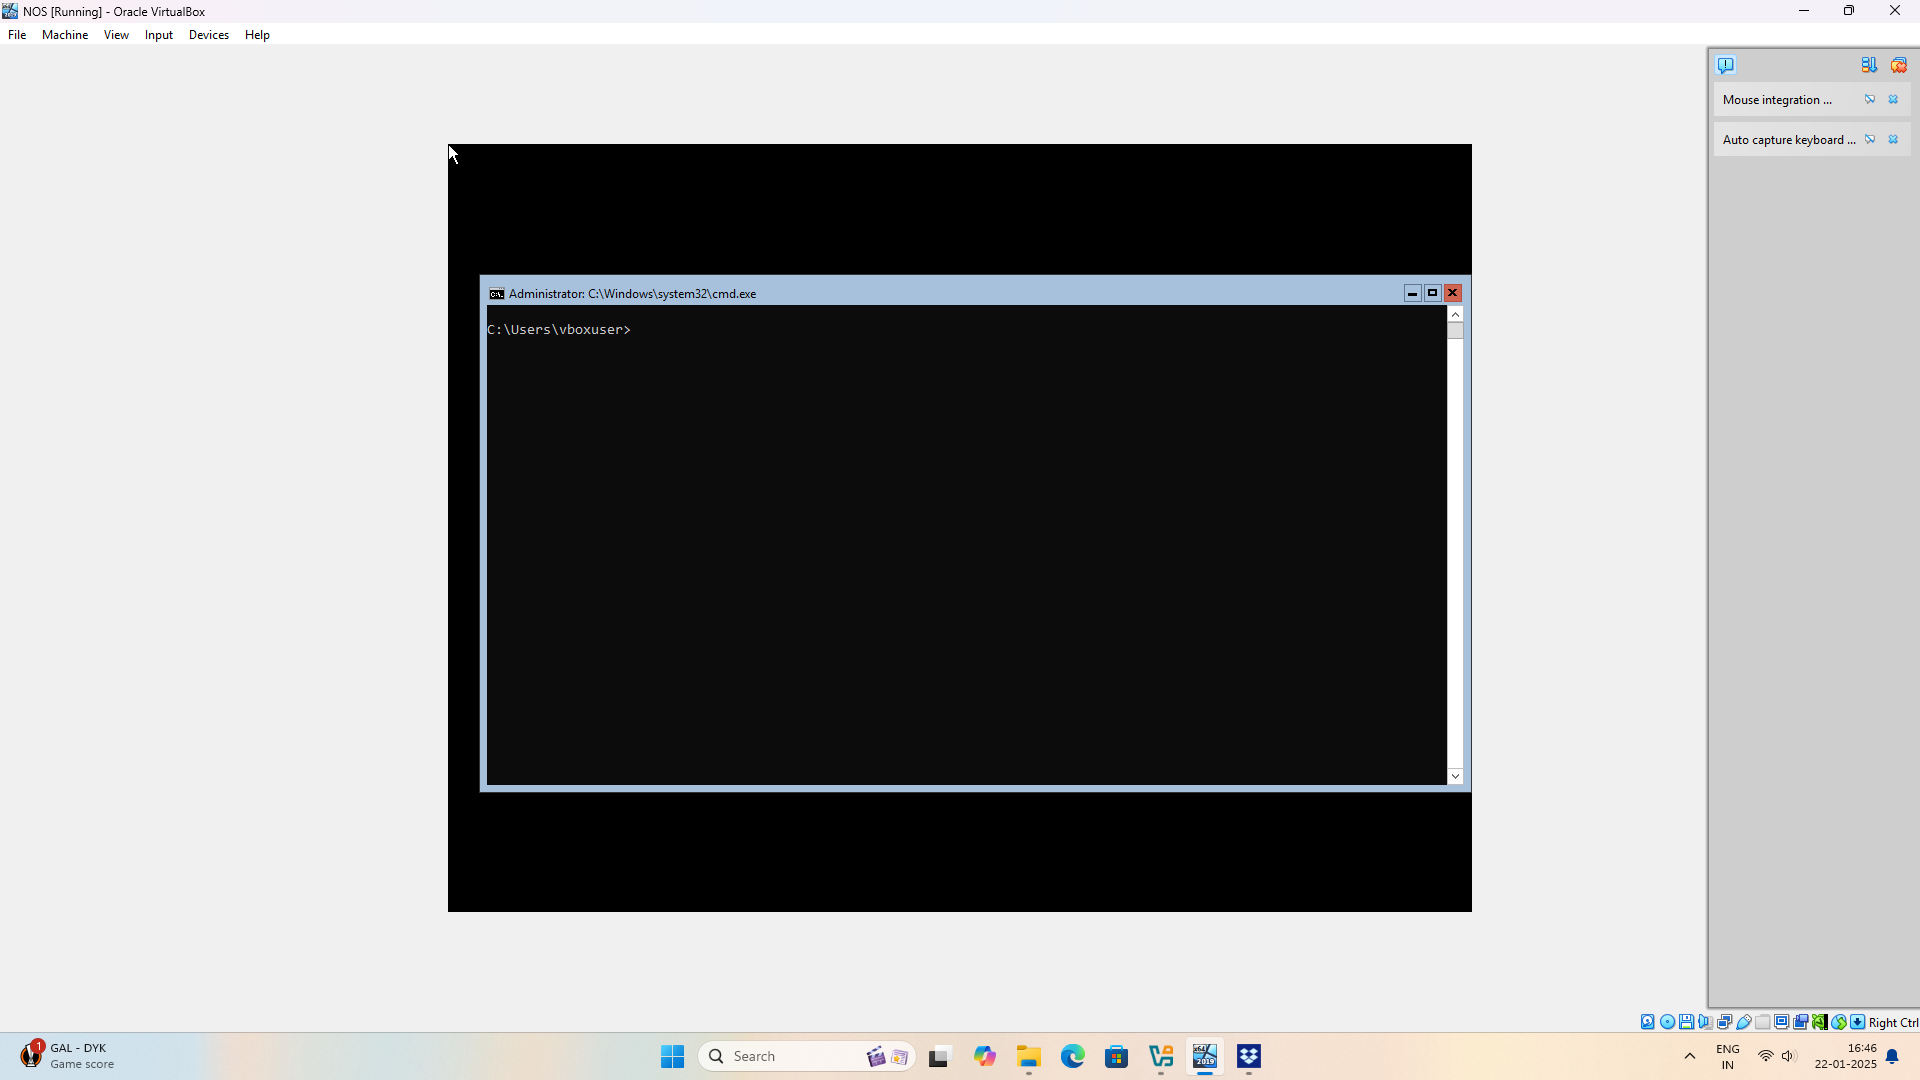 NOS [Running] - Oracle VirtualBox
File Machine View Input Devices Help
Mouse integration ...
Auto capture keyboard ...
Administrator: C:\Windows\system32\cmd.exe
C:\Users\vboxuser>
Right Ctrl
1
GAL - DYK
Game score
Search
2019
ENG
IN
16:46
22-01-2025